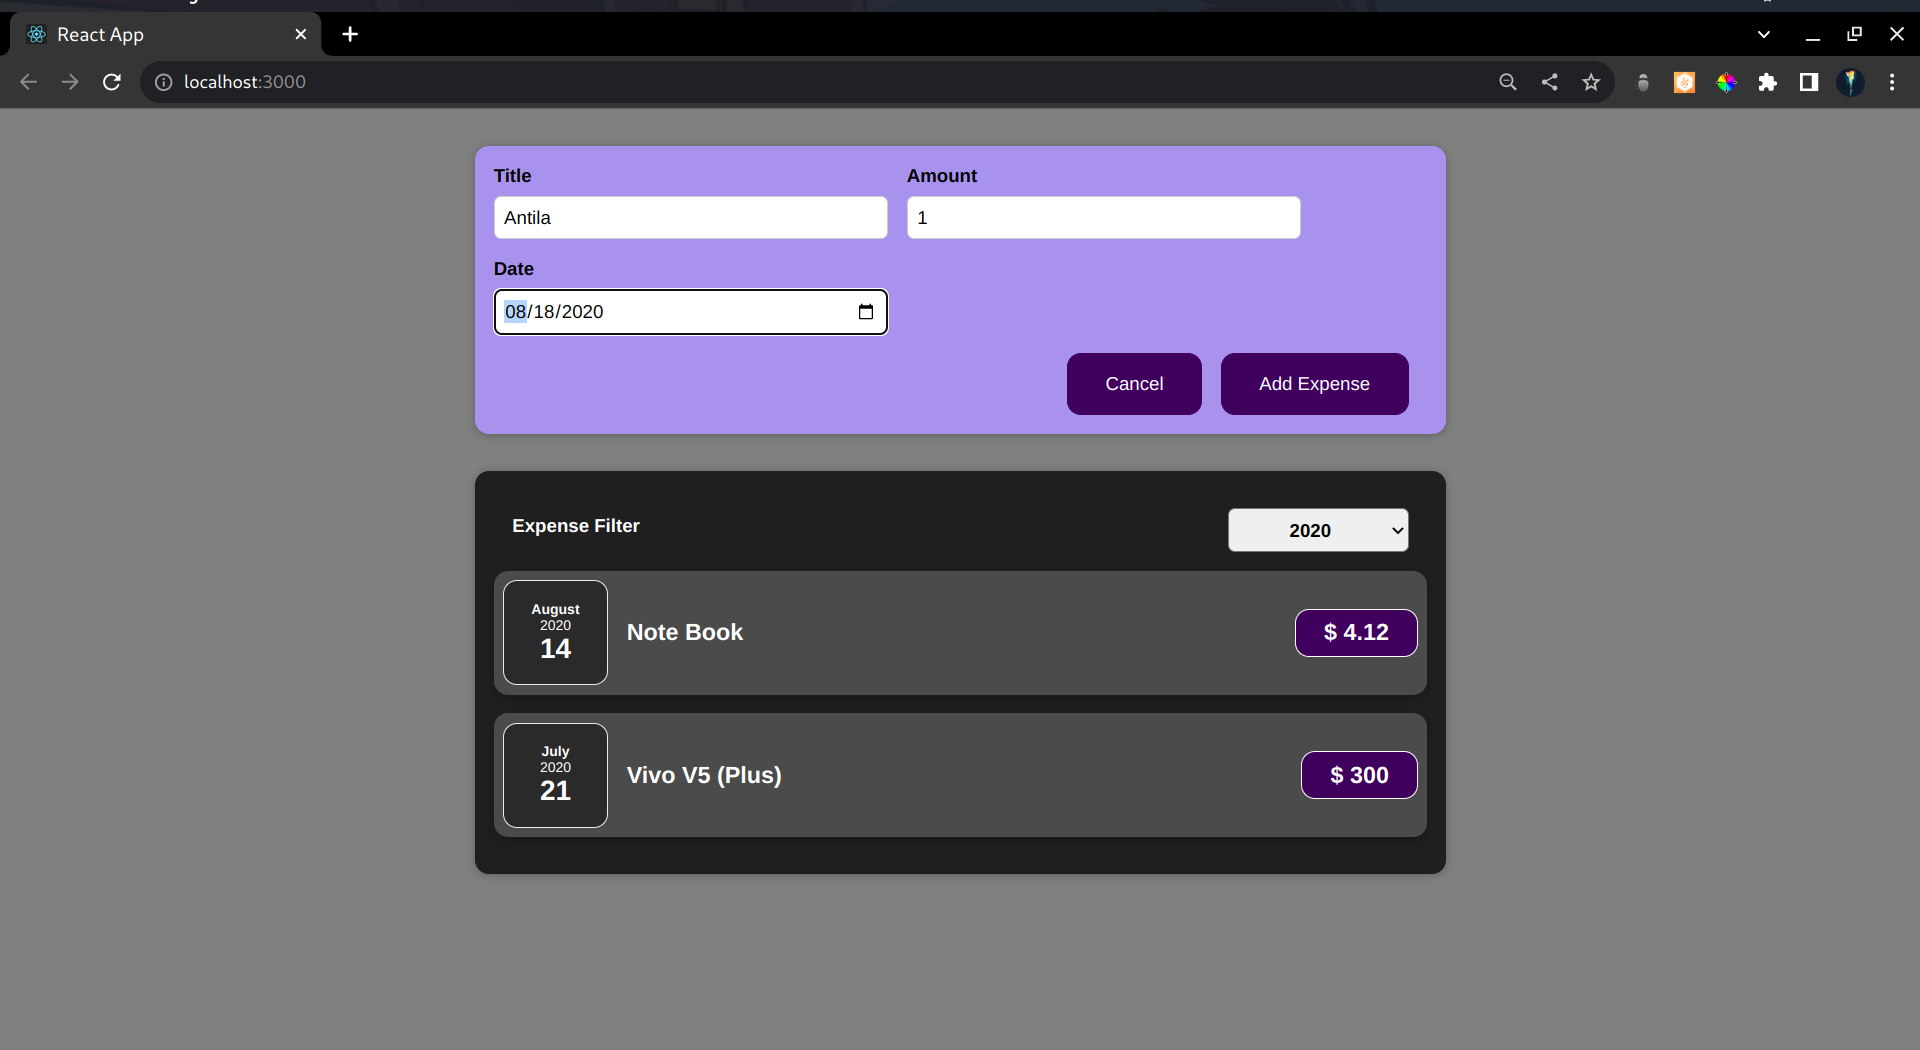 React App
localhost:3000
Title
Amount
Antila
1
Date
08/18/2020
Cancel
Add Expense
Expense Filter
2020
August
2020
14
Note Book
$ 4.12
July
2020
21
Vivo V5 (Plus)
$ 300